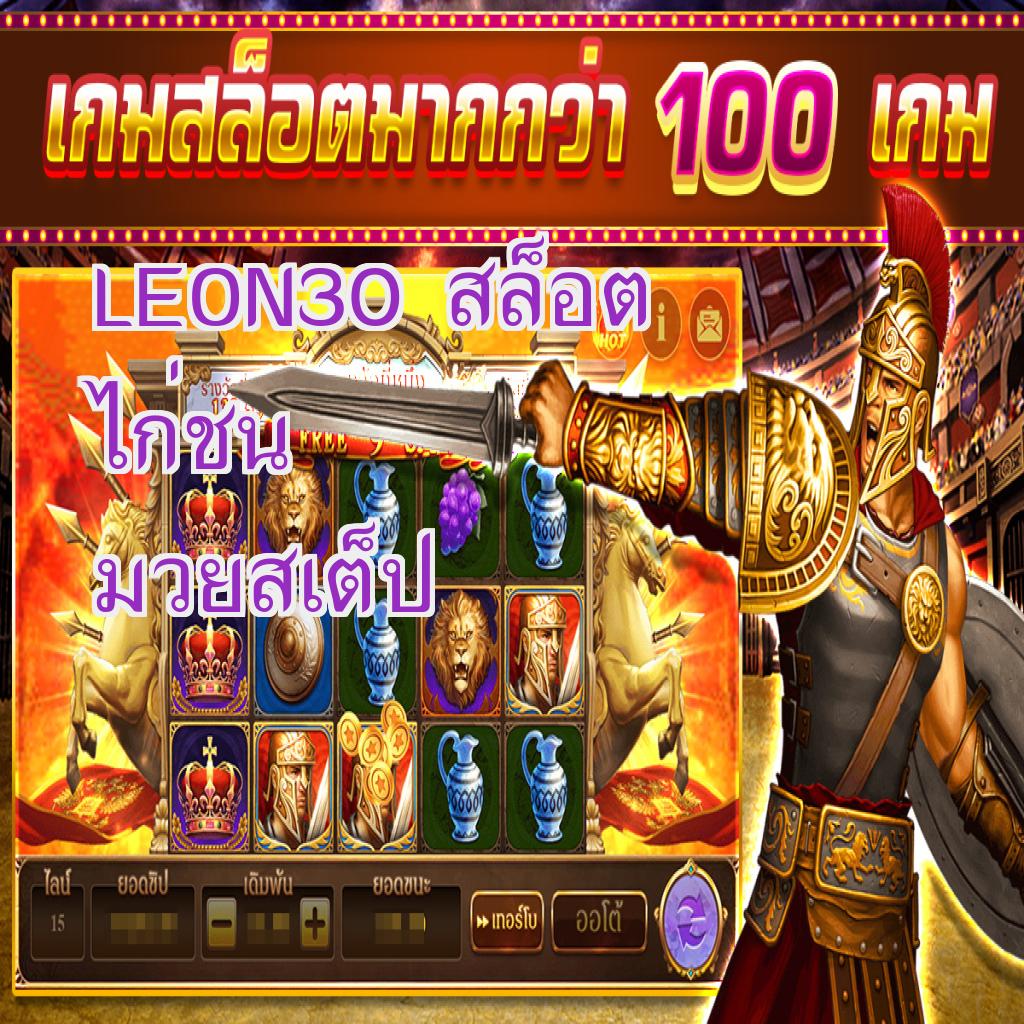 เกมสล็อตมากกว่า 100 เกม
LEON30 สล็อต
HOT
i
ไก่ชน
FREE
มวยสเต็ป
ไลน์
ยอดชิป
เดิมพัน
ยอดชนะ
15
เทอร์โบ
ออโต้